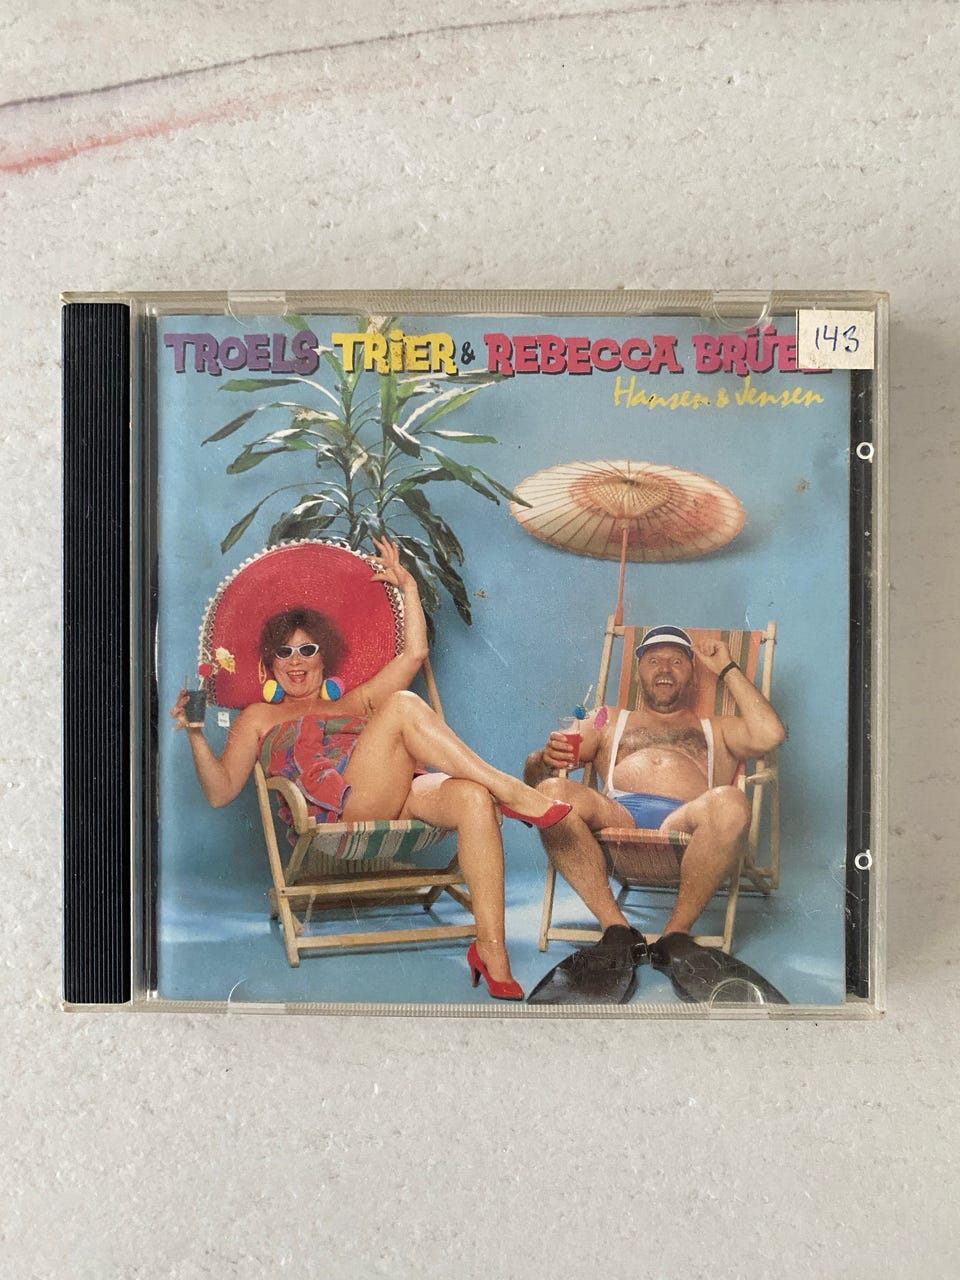 TROELS TRiER & REBECCA BRÜEL
143
Hansen & Jensen